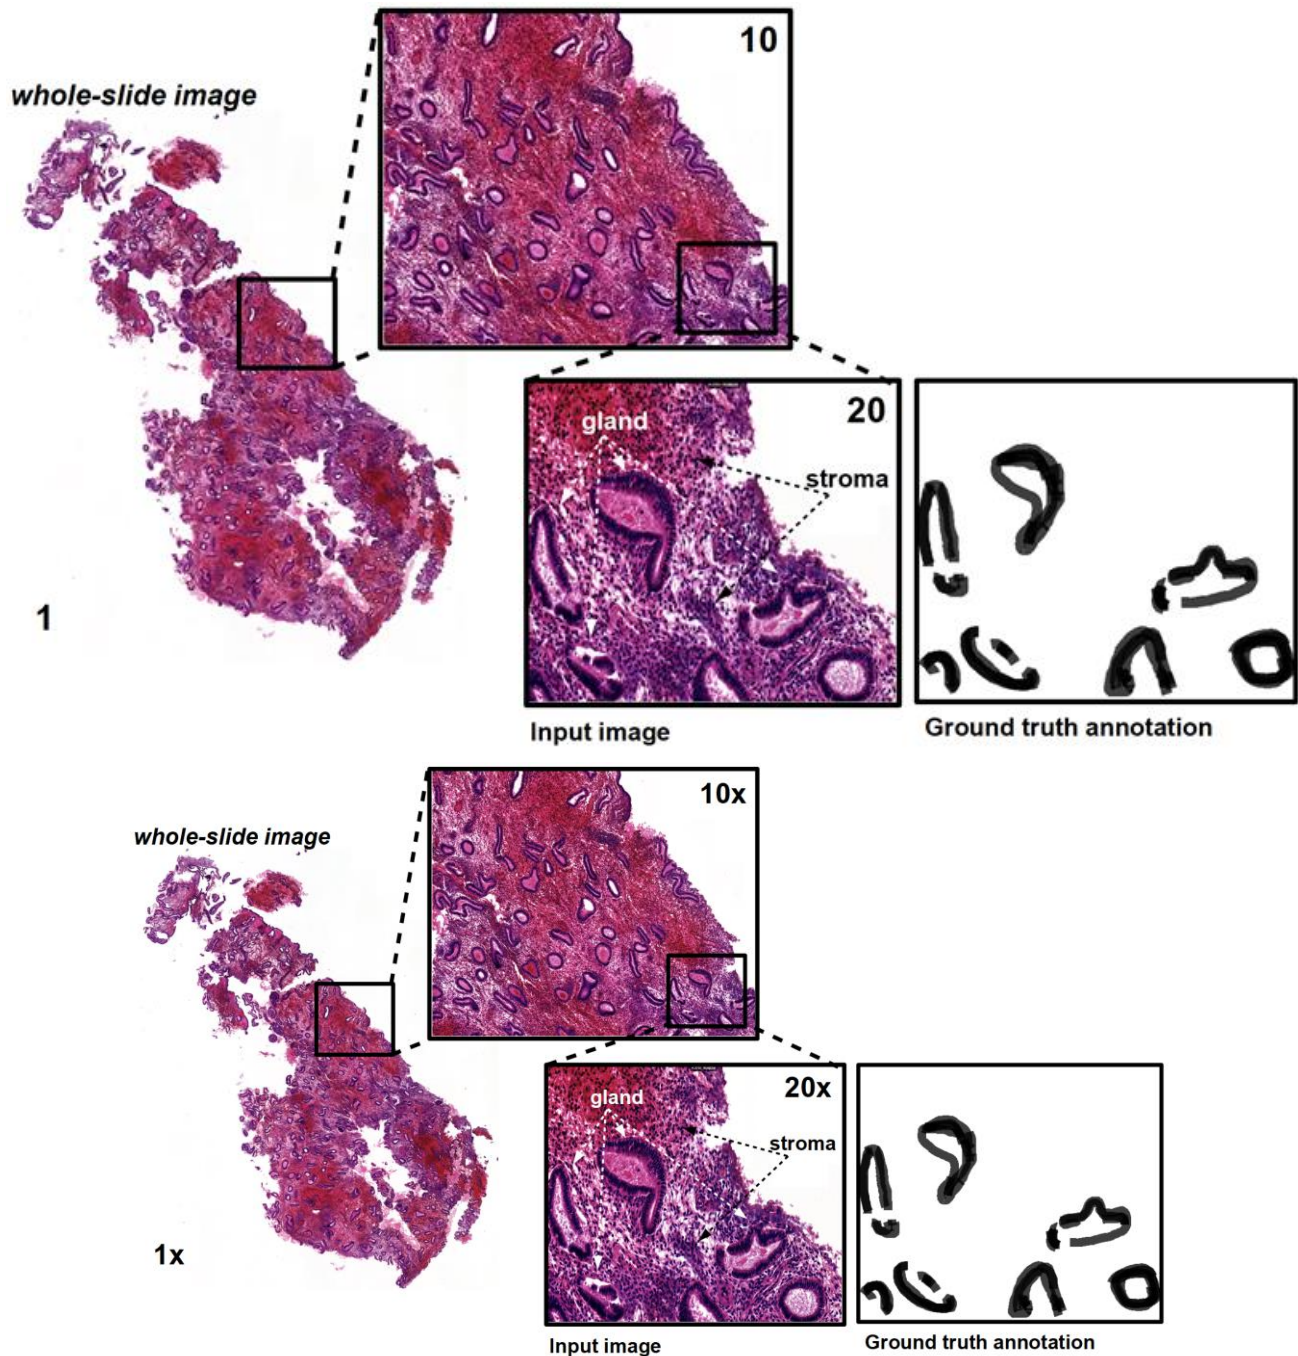 10
whole-slide image
20
gland
stroma
1
Input image
Ground truth annotation
10x
whole-slide image
20x
gland
stroma
1x
Input image
Ground truth annotation